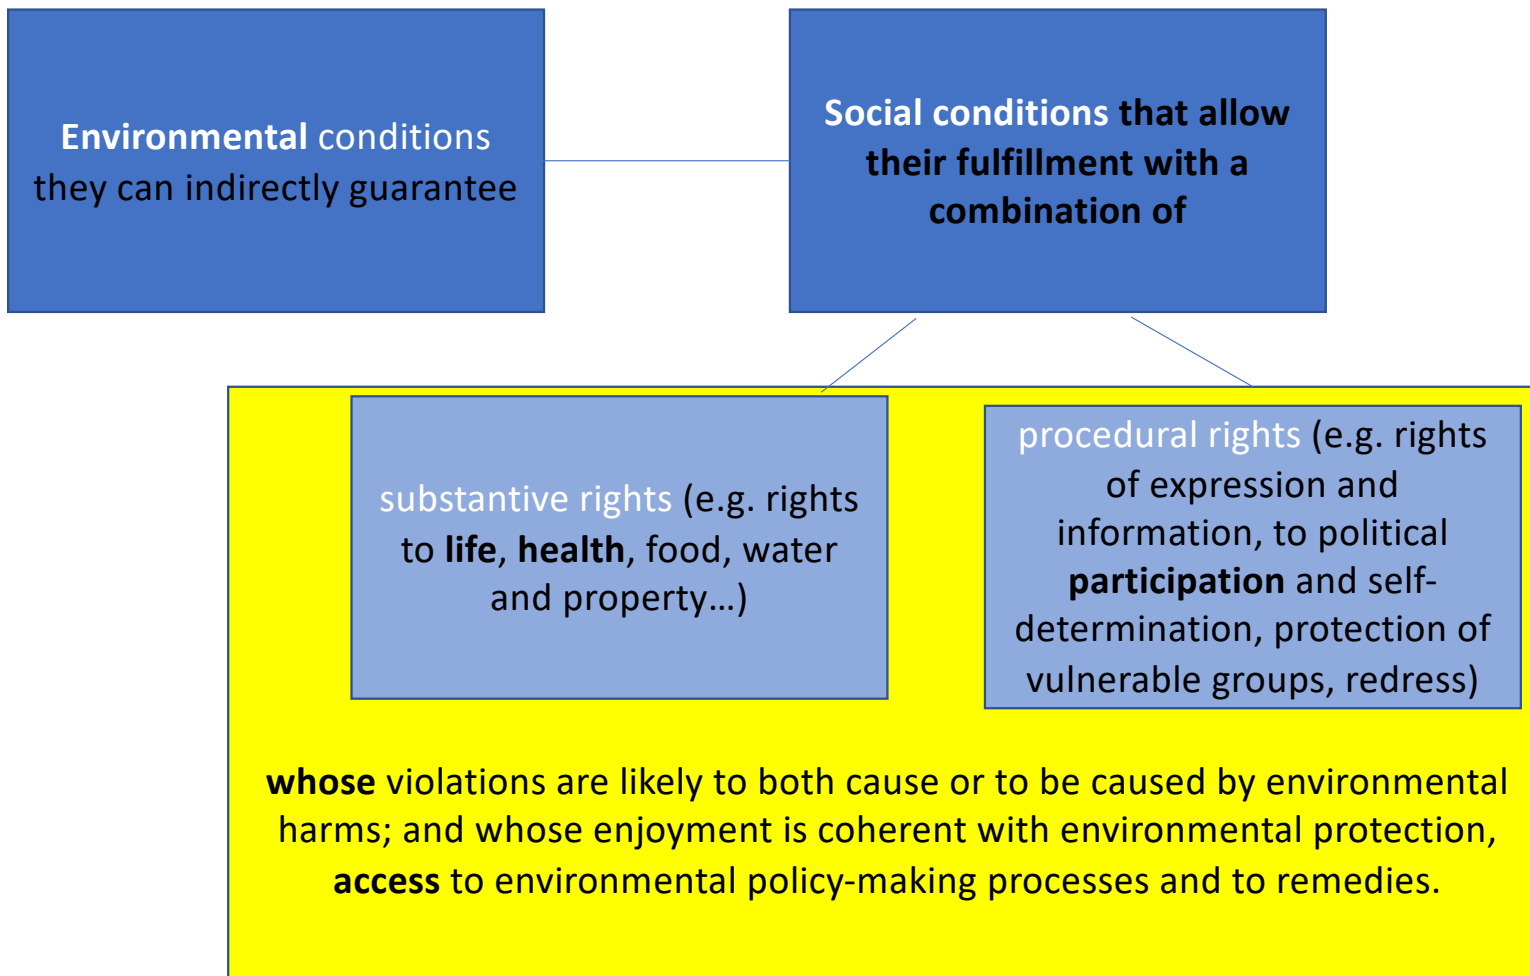 Environmental conditions
they can indirectly guarantee
Social conditions that allow
their fulfillment with a
combination of
substantive rights (e.g. rights
to life, health, food, water
and property…)
procedural rights (e.g. rights
of expression and
information, to political
participation and self-
determination, protection of
vulnerable groups, redress)
whose violations are likely to both cause or to be caused by environmental
harms; and whose enjoyment is coherent with environmental protection,
access to environmental policy-making processes and to remedies.